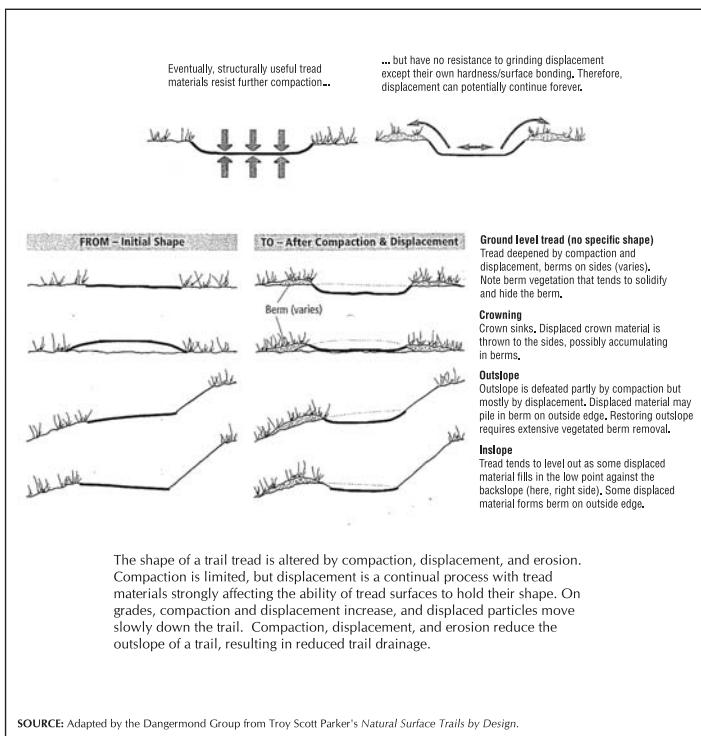 Eventually, structurally useful tread
materials resist further compaction...
... but have no resistance to grinding displacement
except their own hardness/surface bonding. Therefore,
displacement can potentially continue forever.
FROM – Initial Shape
TO – After Compaction & Displacement
Berm (varies)
Ground level tread (no specific shape)
Tread deepened by compaction and
displacement, berms on sides (varies).
Note berm vegetation that tends to solidify
and hide the berm.
Crowning
Crown sinks. Displaced crown material is
thrown to the sides, possibly accumulating
in berms.
Outslope
Outslope is defeated partly by compaction but
mostly by displacement. Displaced material may
pile in berm on outside edge. Restoring outslope
requires extensive vegetated berm removal.
Inslope
Tread tends to level out as some displaced
material fills in the low point against the
backslope (here, right side). Some displaced
material forms berm on outside edge.
The shape of a trail tread is altered by compaction, displacement, and erosion.
Compaction is limited, but displacement is a continual process with tread
materials strongly affecting the ability of tread surfaces to hold their shape. On
grades, compaction and displacement increase, and displaced particles move
slowly down the trail.  Compaction, displacement, and erosion reduce the
outslope of a trail, resulting in reduced trail drainage.
SOURCE: Adapted by the Dangermond Group from Troy Scott Parker's Natural Surface Trails by Design.